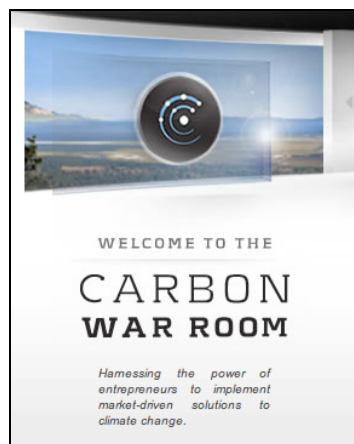 WELCOME TO THE
CARBON
WAR ROOM
Harnessing the power of
entrepreneurs to implement
market-driven solutions to
climate change.